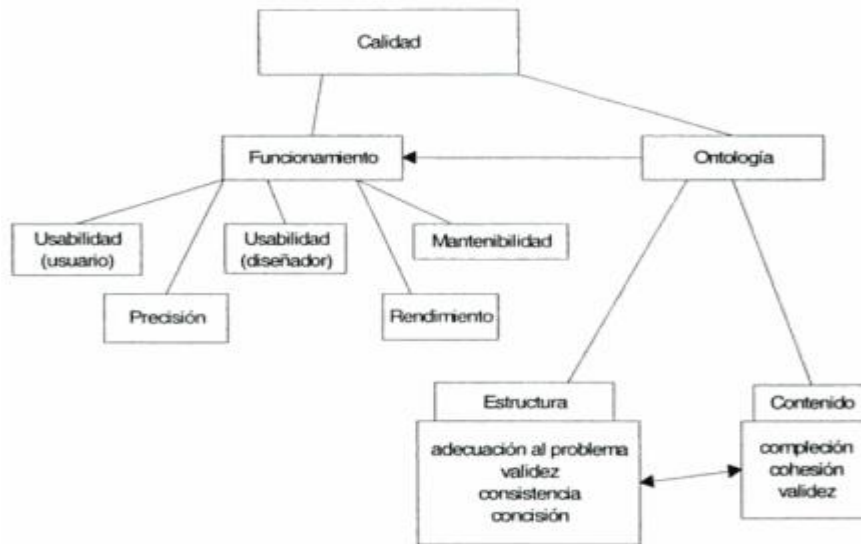 Calidad
Funcionamiento
Ontología
Usabilidad
(usuario)
Usabilidad
(diseñador)
Mantenibilidad
Precisión
Rendimiento
Estructura
adecuación al problema
validez
consistencia
concisión
Contenido
compleción
cohesión
validez